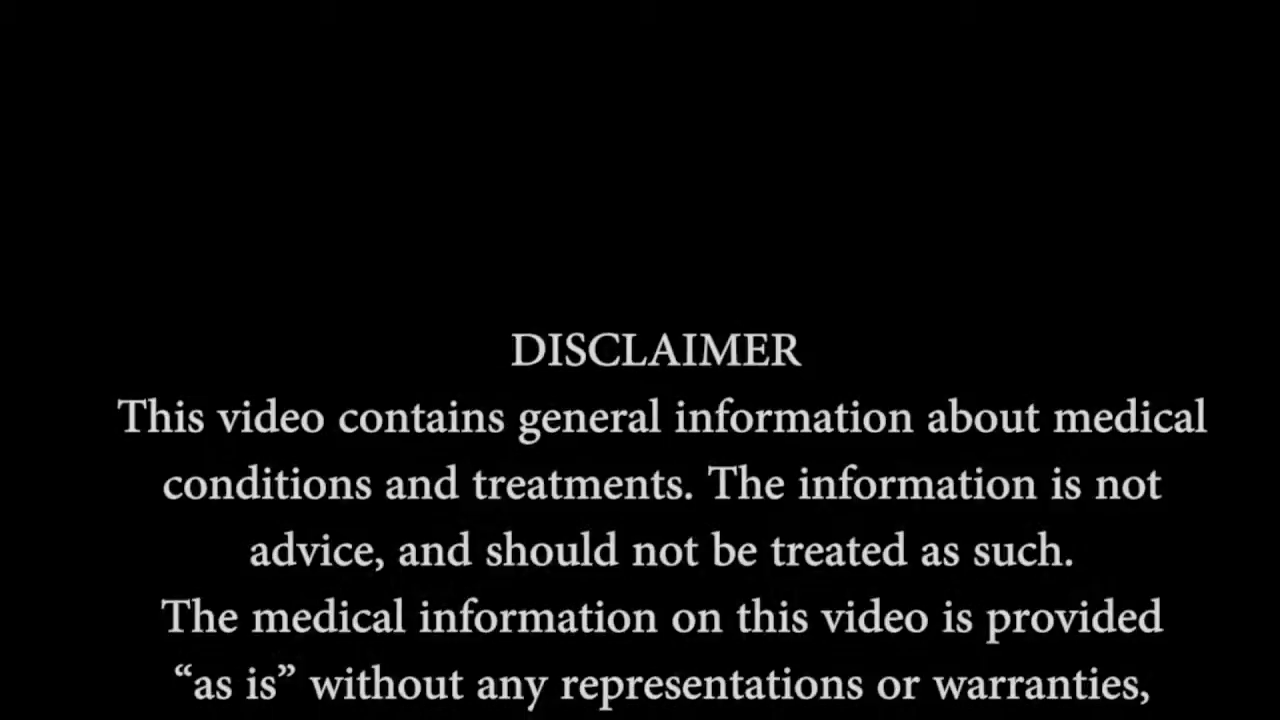 DISCLAIMER
This video contains general information about medical
conditions and treatments. The information is not
advice, and should not be treated as such.
The medical information on this video is provided
“as is” without any representations or warranties,